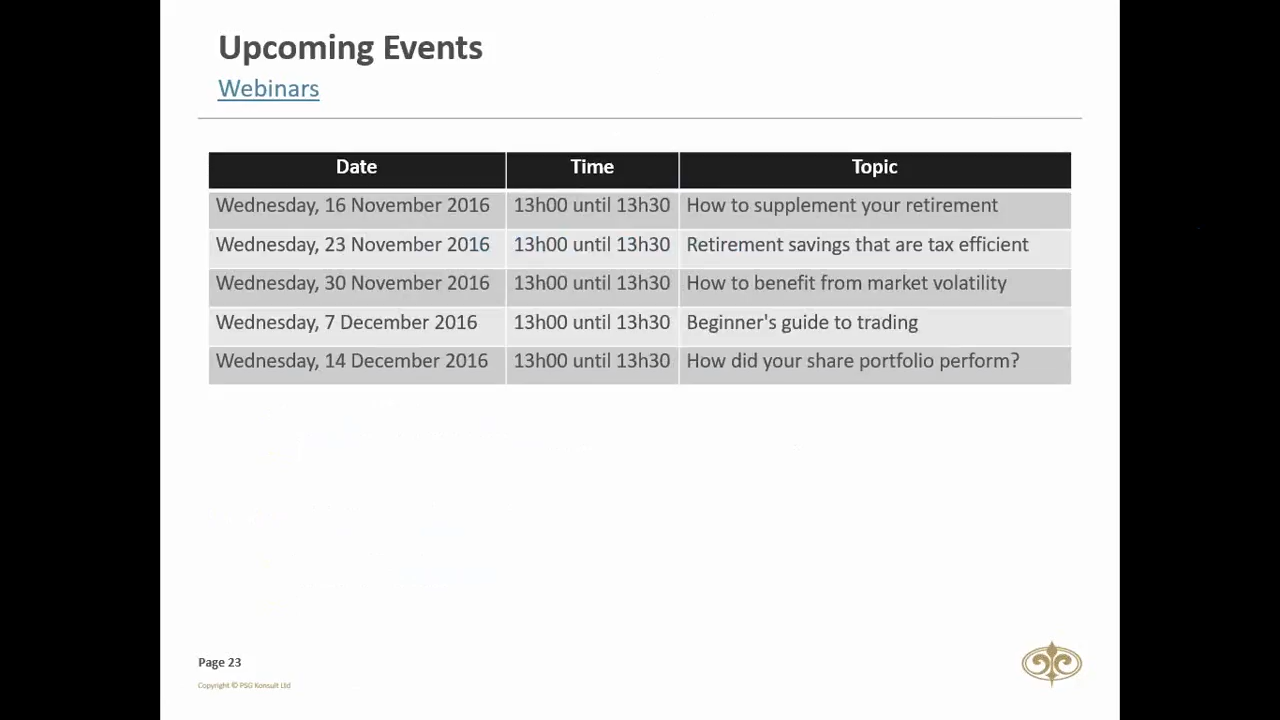 Upcoming Events
Webinars
Date Time Topic
Wednesday, 16 November 2016 13h00 until 13h30 How to supplement your retirement
Wednesday, 23 November 2016 13h00 until 13h30 Retirement savings that are tax efficient
Wednesday, 30 November 2016 13h00 until 13h30 How to benefit from market volatility
Wednesday, 7 December 2016 13h00 until 13h30 Beginner's guide to trading
Wednesday, 14 December 2016 13h00 until 13h30 How did your share portfolio perform?
Page 23
Copyright © PSG Konsult Ltd